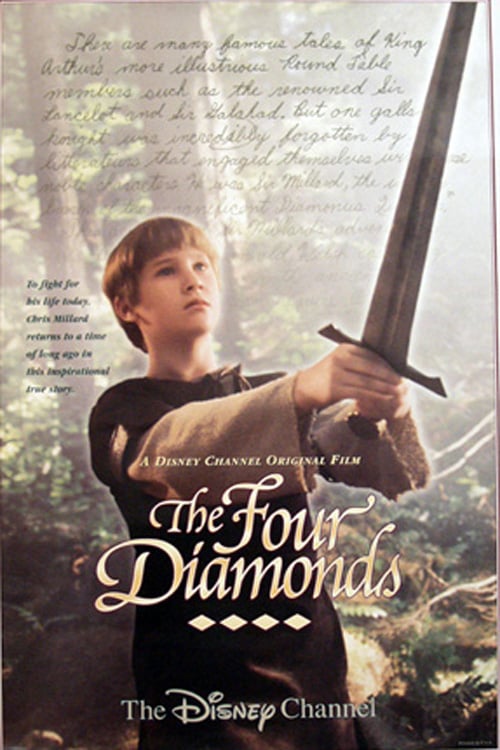 There are many famous tales of King
Arthur's more illustrious Round Table
members such as the renowned Sir
Lancelot and Sir Galahad. But one
knight was incredibly forgotten by
that engaged themselves
noble characters He was Sir Millard, the
To fight for
his life today,
Chris Millard
returns to a time
of long ago in
this inspirational
true story.
A DISNEY CHANNEL ORIGINAL FILM
The Four
Diamonds
The DISNEY Channel